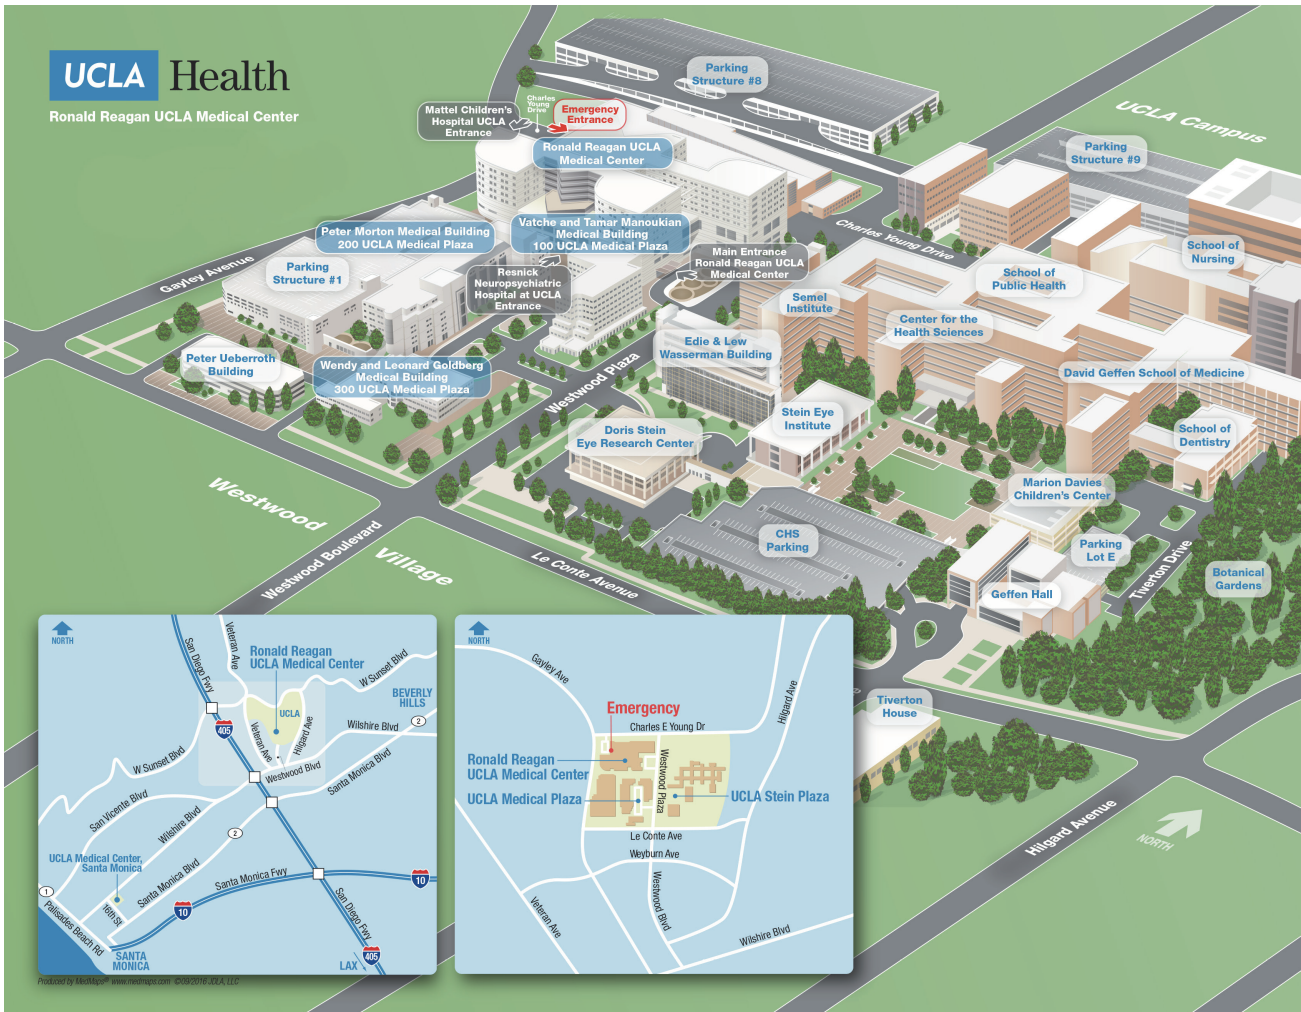 UCLA Health
Ronald Reagan UCLA Medical Center
Parking
Structure #8
UCLA Campus
Mattel Children's
Hospital UCLA
Entrance
Charles
Young
Drive
Emergency
Entrance
Ronald Reagan UCLA
Medical Center
Parking
Structure #9
Peter Morton Medical Building
200 UCLA Medical Plaza
Vatche and Tamar Manoukian
Medical Building
100 UCLA Medical Plaza
Charles Young Drive
School of
Nursing
Gayley Avenue
Parking
Structure #1
Resnick
Neuropsychiatric
Hospital at UCLA
Entrance
Main Entrance
Ronald Reagan UCLA
Medical Center
School of
Public Health
Semel
Institute
Center for the
Health Sciences
Peter Ueberroth
Building
Wendy and Leonard Goldberg
Medical Building
300 UCLA Medical Plaza
Westwood Plaza
Edie & Lew
Wasserman Building
David Geffen School of Medicine
Doris Stein
Eye Research Center
Stein Eye
Institute
School of
Dentistry
Marion Davies
Children's Center
Westwood
Village
Westwood Boulevard
Le Conte Avenue
CHS
Parking
Parking
Lot E
Tiverton Drive
Botanical
Gardens
Geffen Hall
Tiverton
House
Hilgard Avenue
NORTH
NORTH
San Diego Fwy
Veteran Ave
Ronald Reagan
UCLA Medical Center
W Sunset Blvd
BEVERLY
HILLS
UCLA
405
Veteran Ave
Hilgard Ave
Wilshire Blvd
2
W Sunset Blvd
Westwood Blvd
Santa Monica Blvd
San Vicente Blvd
Wilshire Blvd
2
UCLA Medical Center,
Santa Monica
Santa Monica Blvd
Santa Monica Fwy
10
1
16th St
10
San Diego Fwy
Palisades Beach Rd
SANTA
MONICA
LAX
405
NORTH
Gayley Ave
Hilgard Ave
Emergency
Charles E Young Dr
Ronald Reagan
UCLA Medical Center
Westwood Plaza
UCLA Medical Plaza
UCLA Stein Plaza
Le Conte Ave
Weyburn Ave
Veteran Ave
Westwood Blvd
Wilshire Blvd
Produced by MedMaps® www.medmaps.com ©09/2016 JOLA, LLC